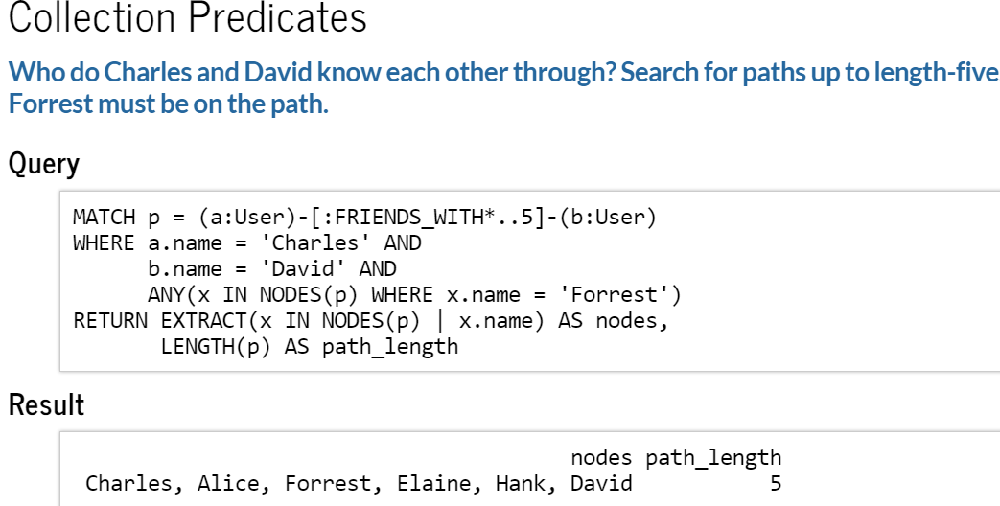 Collection Predicates
Who do Charles and David know each other through? Search for paths up to length-five
Forrest must be on the path.
Query
MATCH p = (a:User)-[:FRIENDS_WITH*..5]-(b:User)
WHERE a.name = 'Charles' AND
      b.name = 'David' AND
      ANY(x IN NODES(p) WHERE x.name = 'Forrest')
RETURN EXTRACT(x IN NODES(p) | x.name) AS nodes,
       LENGTH(p) AS path_length
Result
nodes path_length
Charles, Alice, Forrest, Elaine, Hank, David 5